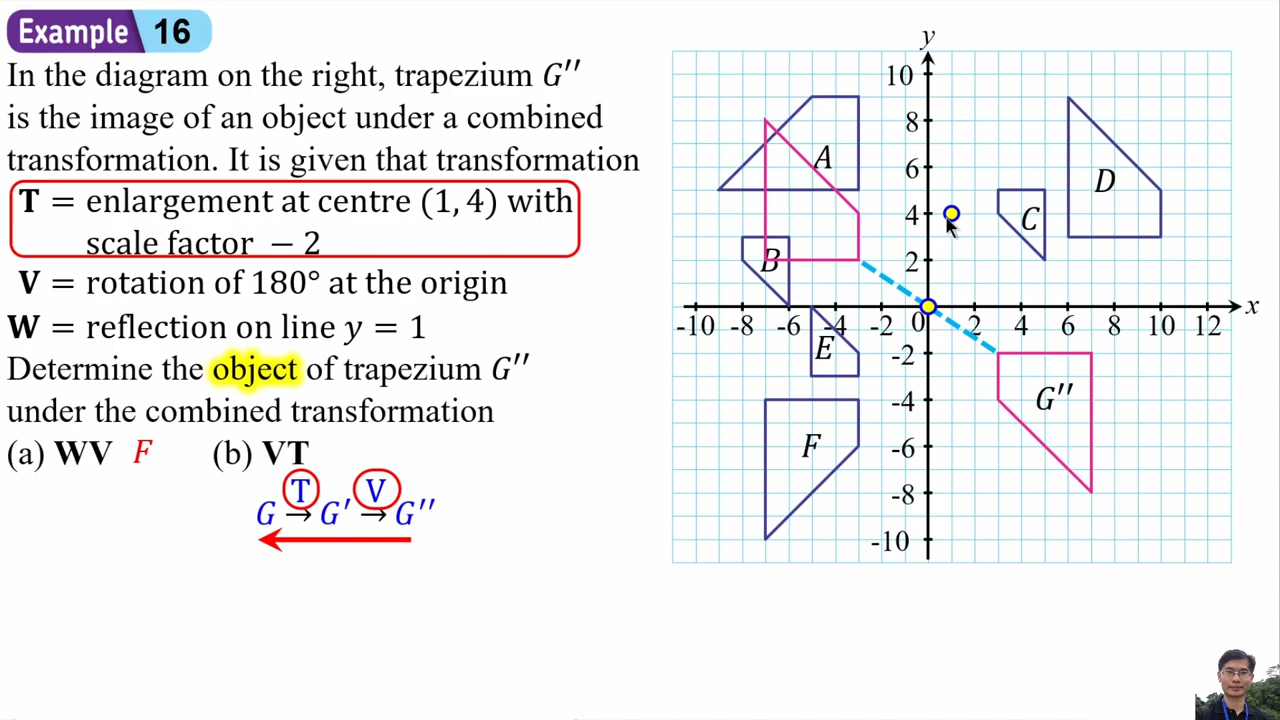 Example 16
In the diagram on the right, trapezium G′′
is the image of an object under a combined
transformation. It is given that transformation
T = enlargement at centre (1, 4) with
scale factor − 2
V = rotation of 180° at the origin
W = reflection on line y = 1
Determine the object of trapezium G′′
under the combined transformation
(a) WV F (b) VT
T V
G → G′ → G′′
y
10
8
A
6
D
4
C
2
B
-10 -8 -6 -4 -2 0 2 4 6 8 10 12 x
E
-2
-4
G′′
F
-6
-8
-10